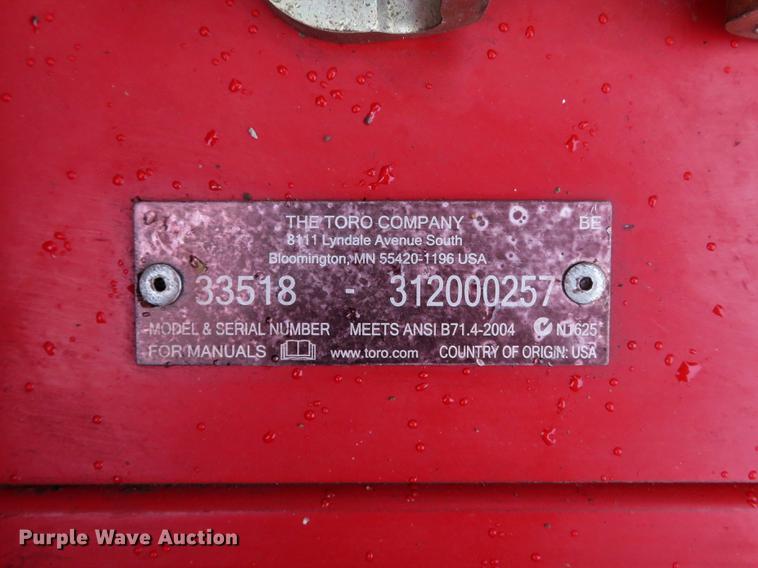 THE TORO COMPANY BE
8111 Lyndale Avenue South
Bloomington, MN 55420-1196 USA
33518 - 312000257
MODEL & SERIAL NUMBER MEETS ANSI B71.4-2004 N1625
FOR MANUALS www.toro.com COUNTRY OF ORIGIN: USA
Purple Wave Auction